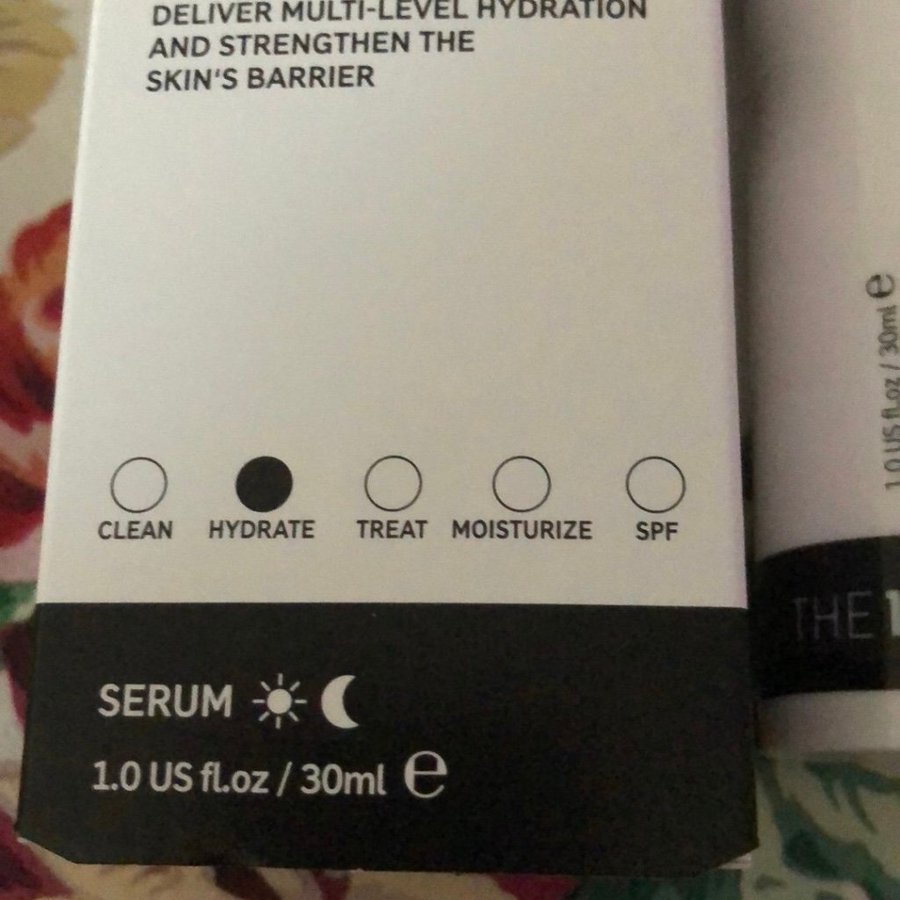 DELIVER MULTI-LEVEL HYDRATION
AND STRENGTHEN THE
SKIN'S BARRIER
CLEAN HYDRATE TREAT MOISTURIZE SPF
SERUM
1.0 US fl.oz / 30ml e
1.0 US fl.oz / 30ml e
THE